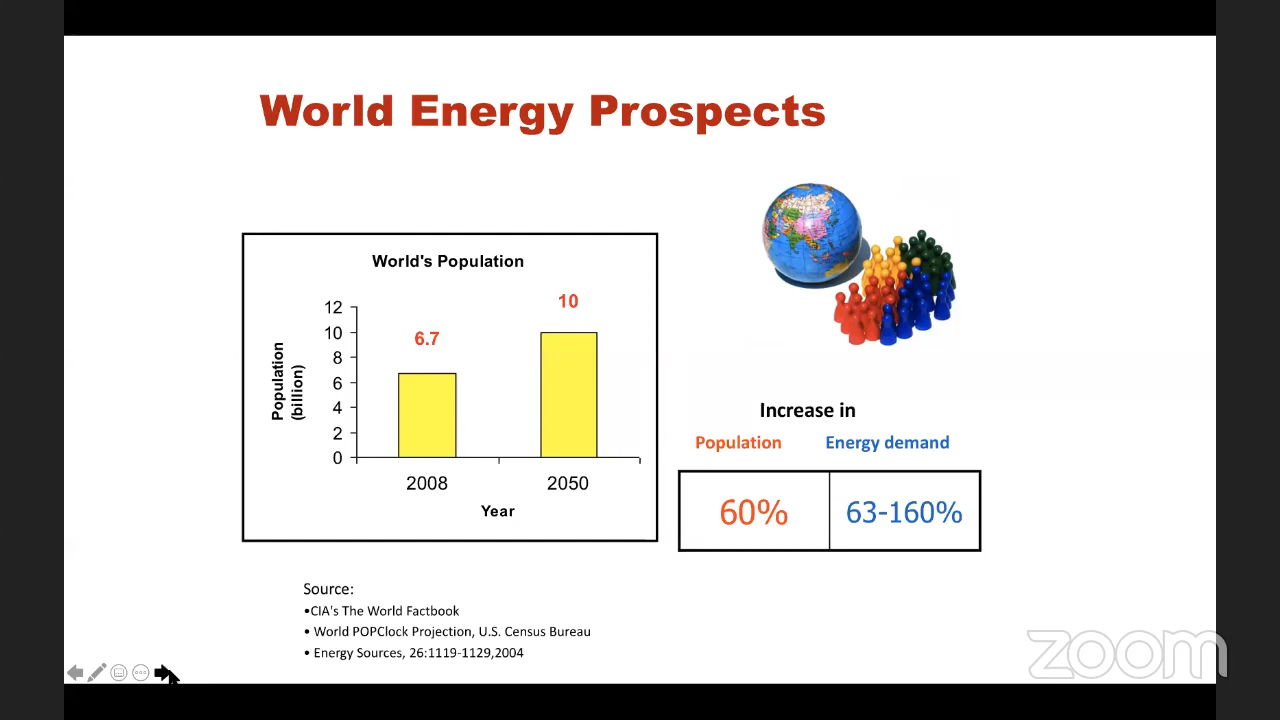 World Energy Prospects
World's Population
12
10
8
6
4
2
0
Population
(billion)
6.7
10
2008
2050
Year
Increase in
Population
Energy demand
60%
63-160%
Source:
•CIA's The World Factbook
• World POPClock Projection, U.S. Census Bureau
• Energy Sources, 26:1119-1129,2004
zoom